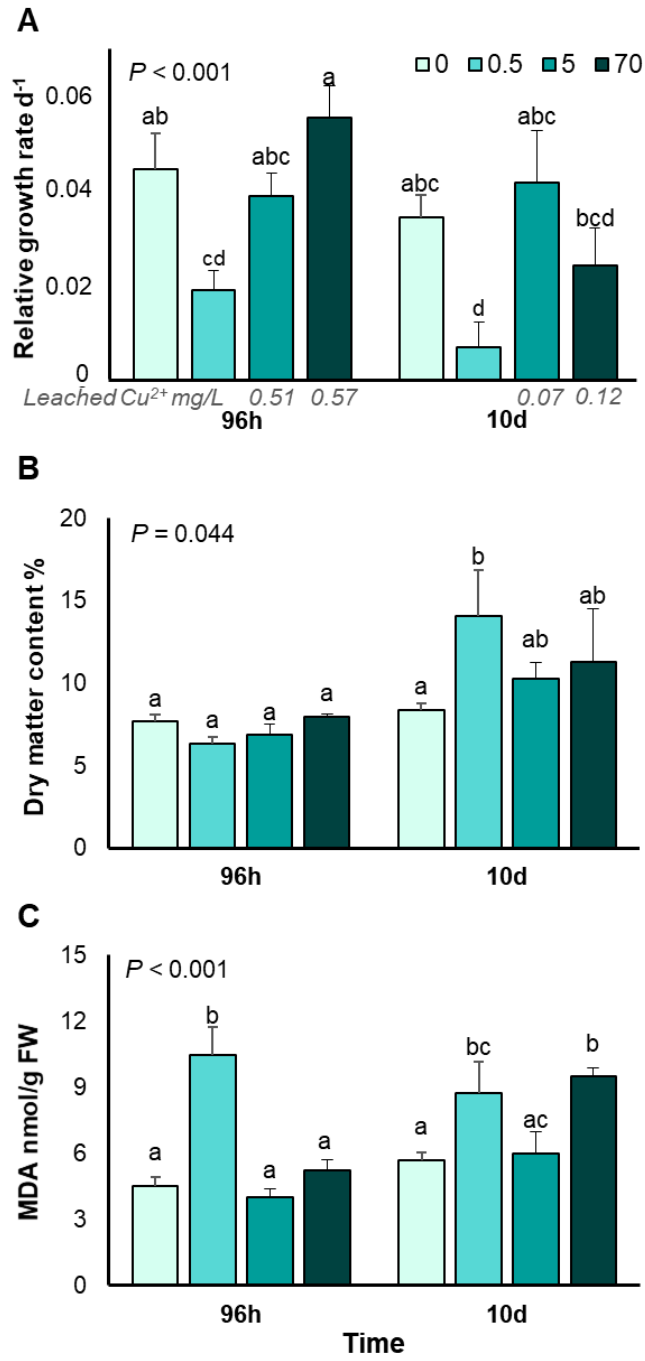 A
P < 0.001
0 0.5 5 70
Relative growth rate d-1
0.06
0.04
0.02
0
ab
cd
abc
a
abc
d
abc
bcd
Leached Cu2+ mg/L 0.51 0.57 0.07 0.12
96h 10d
B
P = 0.044
Dry matter content %
20
15
10
5
0
a
a
a
a
a
b
ab
ab
96h 10d
C
P < 0.001
MDA nmol/g FW
15
12
9
6
3
0
a
b
a
a
a
bc
ac
b
96h 10d
Time